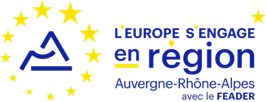 L'EUROPE S'ENGAGE
en région
Auvergne-Rhône-Alpes
avec le FEADER